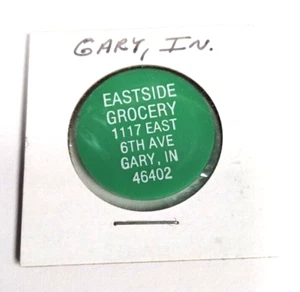 GARY, IN.
EASTSIDE
GROCERY
1117 EAST
6TH AVE
GARY, IN
46402